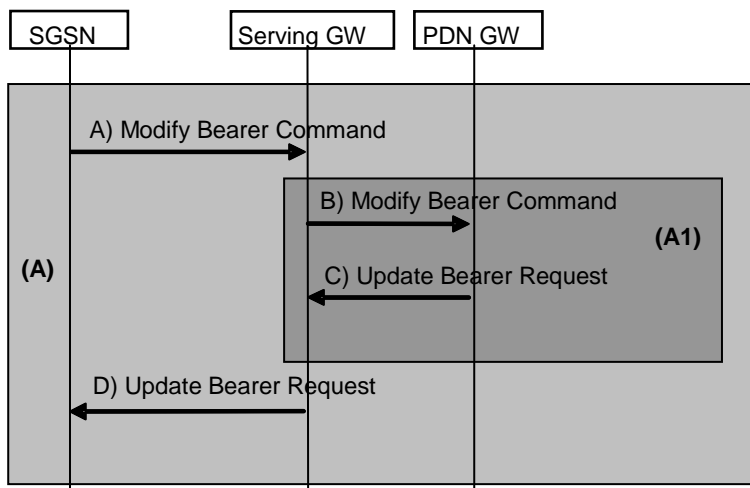 SGSN
Serving GW
PDN GW
A) Modify Bearer Command
B) Modify Bearer Command
(A1)
(A)
C) Update Bearer Request
D) Update Bearer Request